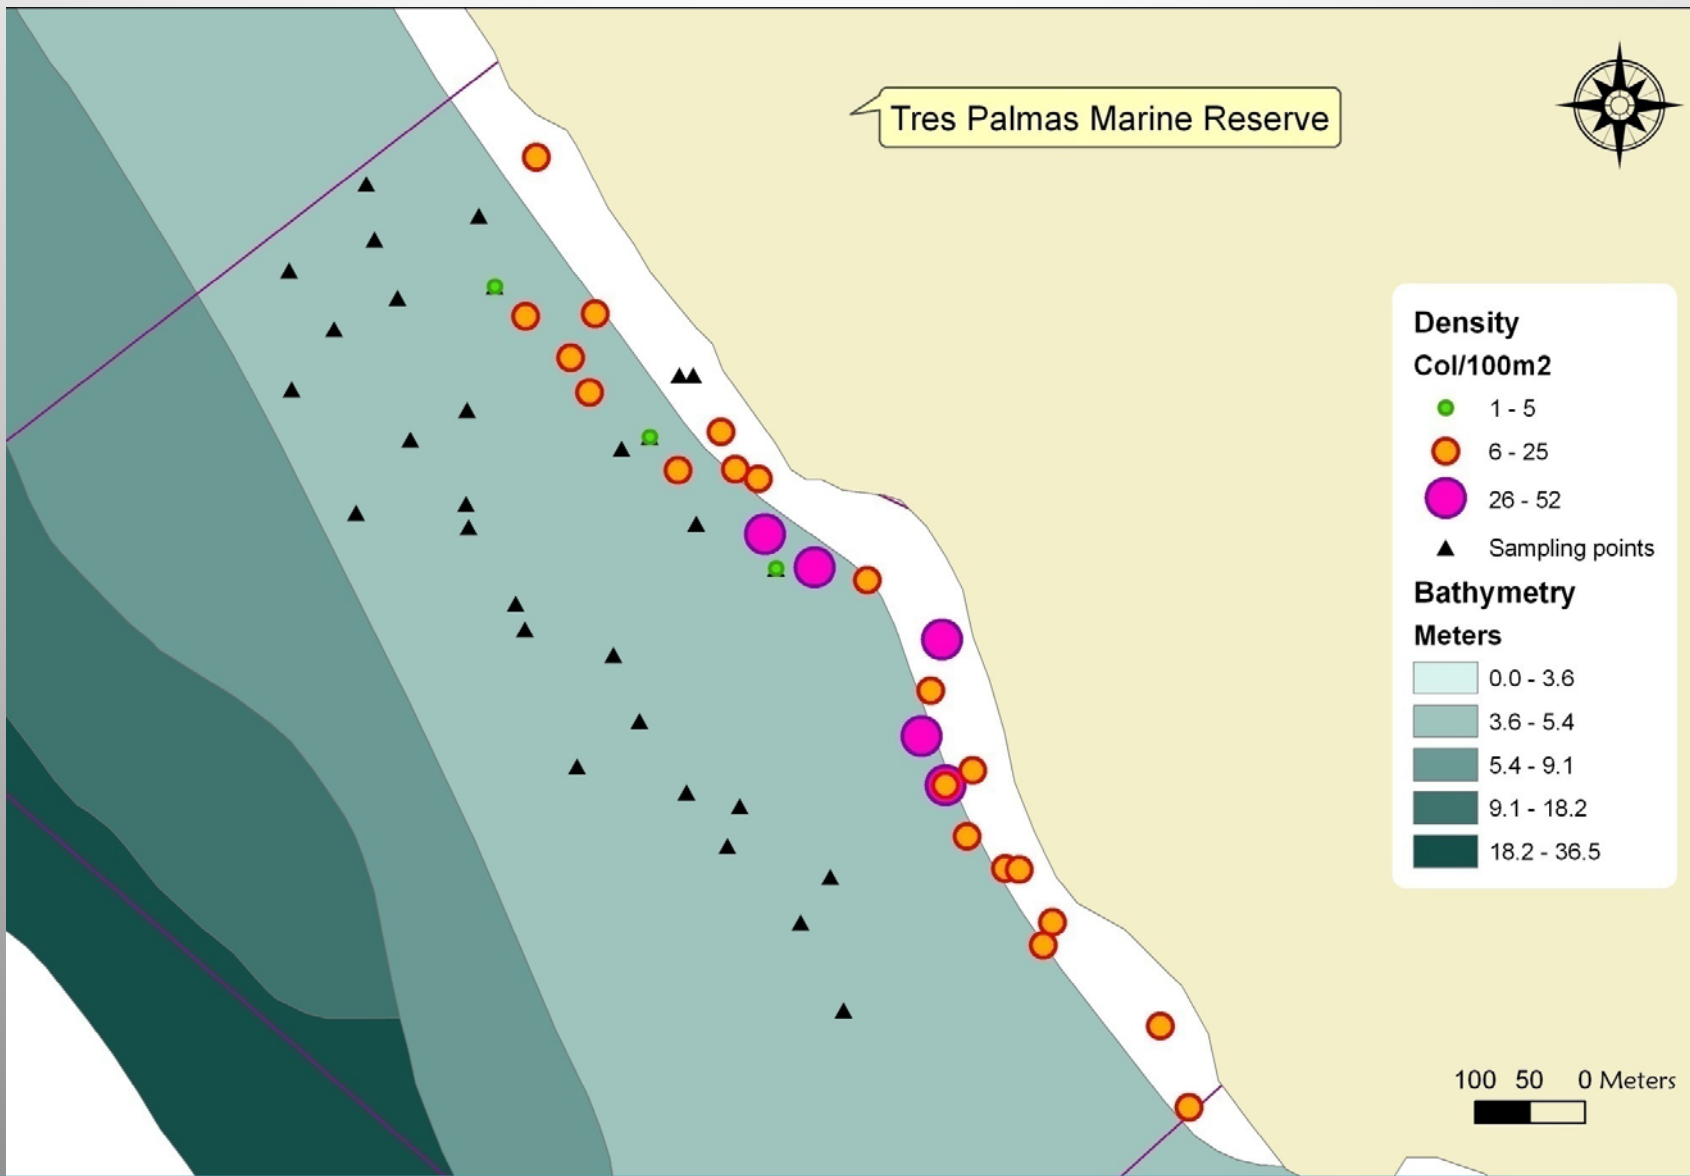 Tres Palmas Marine Reserve
Density
Col/100m2
1 - 5
6 - 25
26 - 52
Sampling points
Bathymetry
Meters
0.0 - 3.6
3.6 - 5.4
5.4 - 9.1
9.1 - 18.2
18.2 - 36.5
100 50 0 Meters